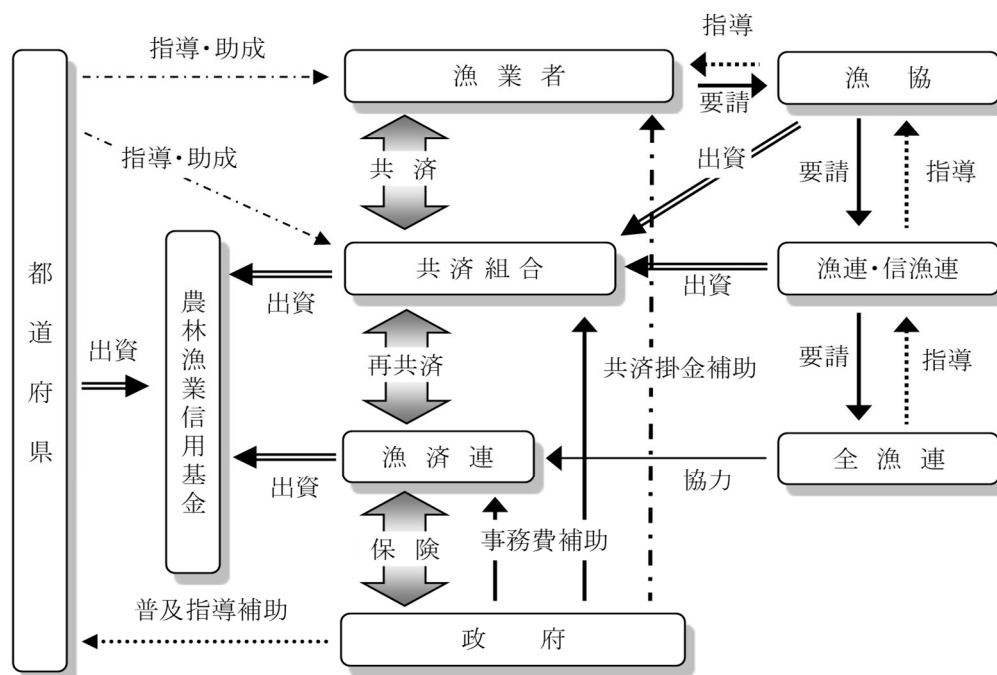 指導・助成
漁業者
指導
要請
漁協
指導・助成
共済
出資
要請
指導
都道府県
農林漁業信用基金
共済組合
漁連・信漁連
出資
出資
出資
再共済
共済掛金補助
要請
指導
漁済連
全漁連
出資
協力
保険
事務費補助
普及指導補助
政府